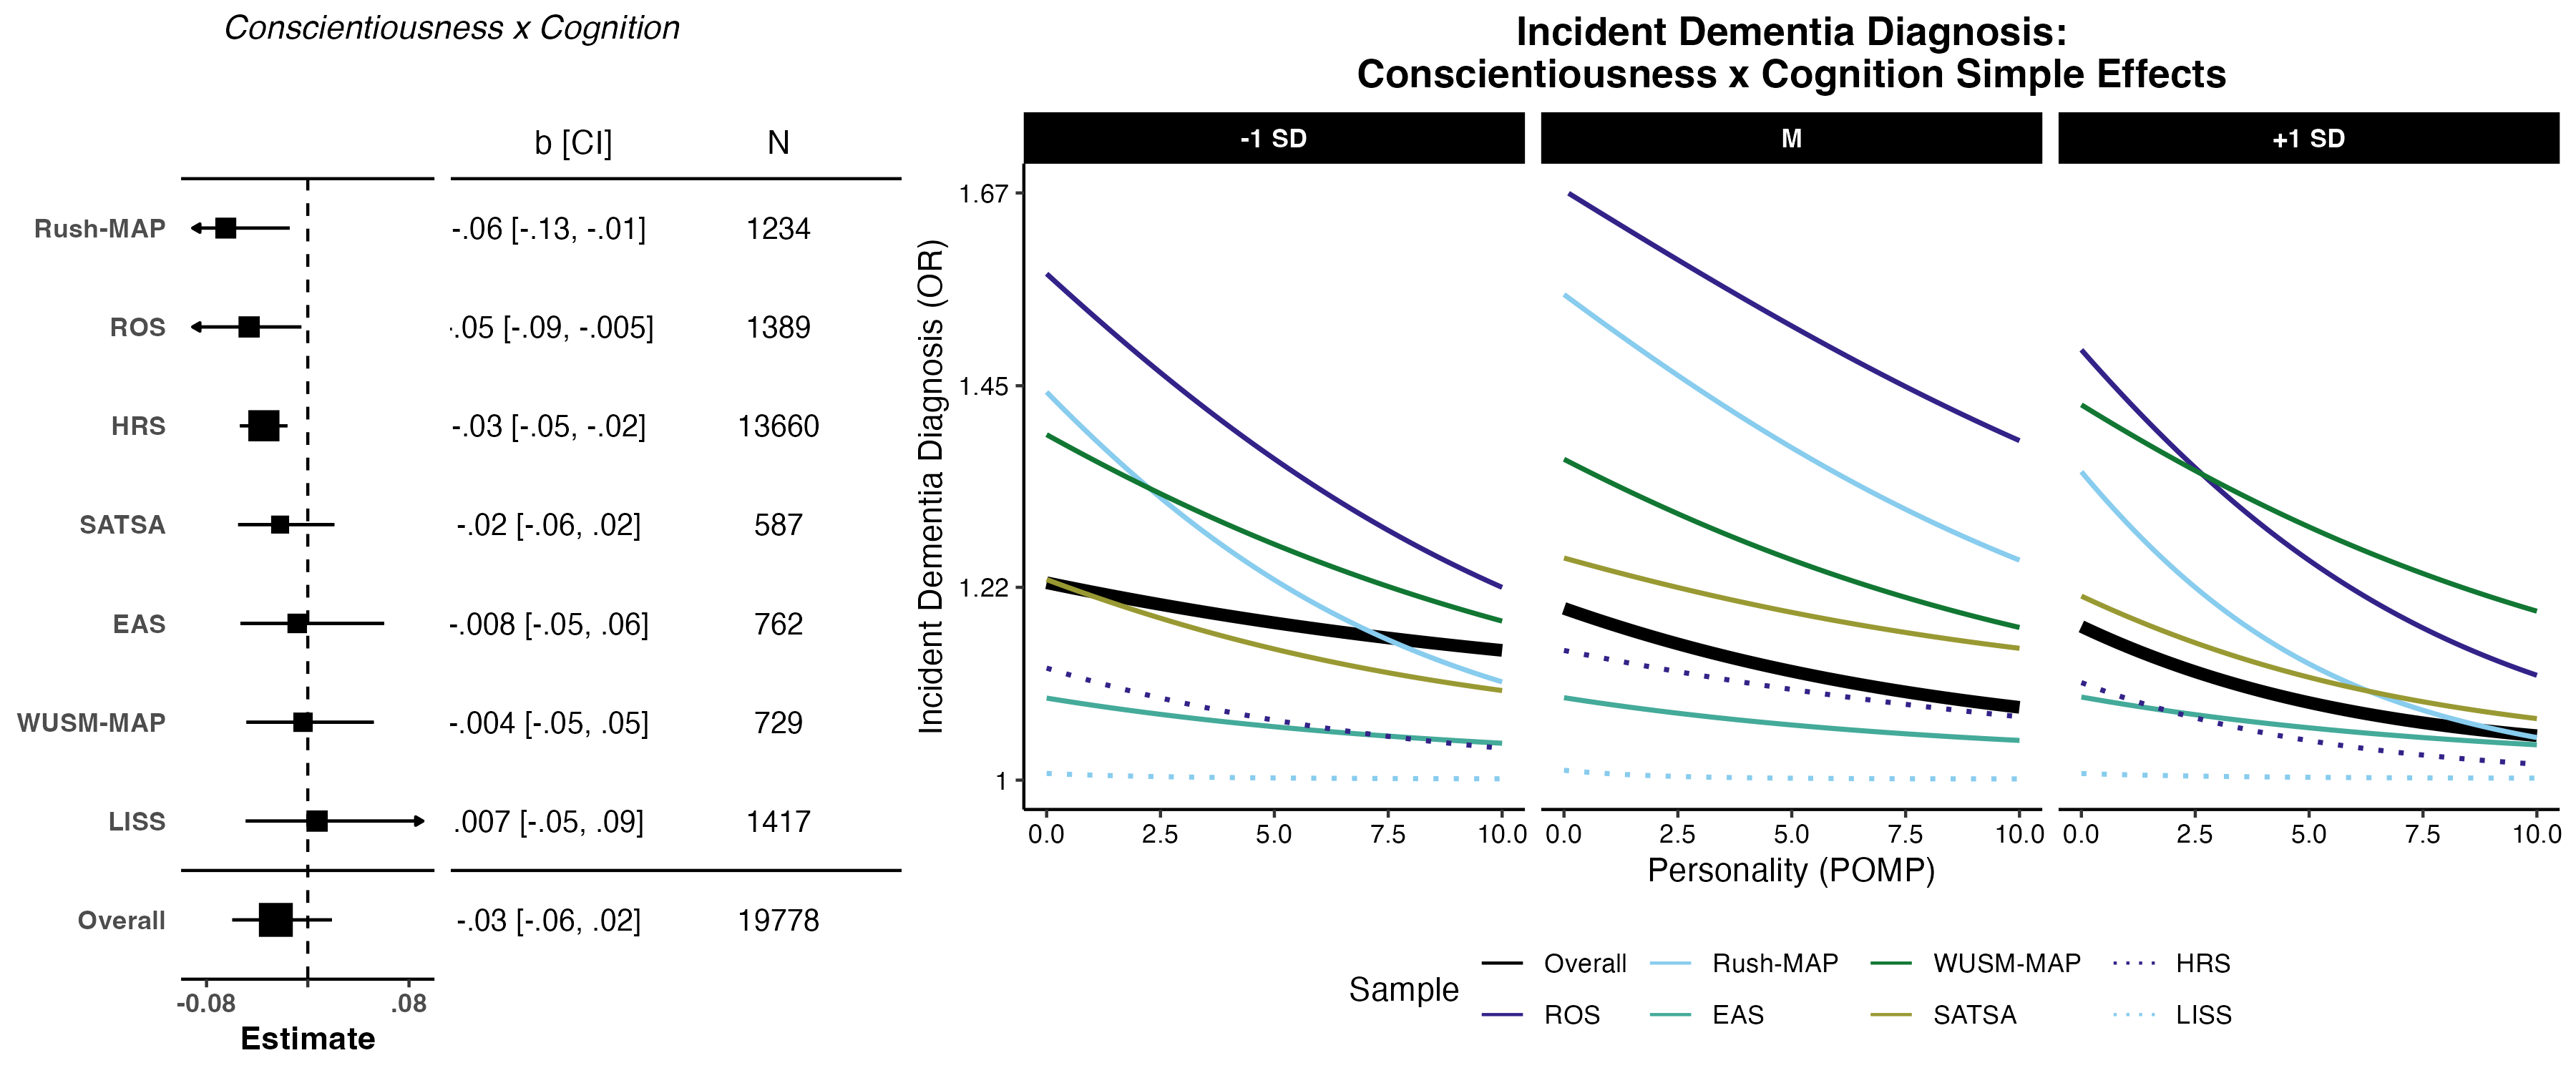 Conscientiousness x Cognition
b [CI] N
Rush-MAP -.06 [-.13, -.01] 1234
ROS -.05 [-.09, -.005] 1389
HRS -.03 [-.05, -.02] 13660
SATSA -.02 [-.06, .02] 587
EAS -.008 [-.05, .06] 762
WUSM-MAP -.004 [-.05, .05] 729
LISS .007 [-.05, .09] 1417
Overall -.03 [-.06, .02] 19778
-0.08 .08
Estimate
Incident Dementia Diagnosis:
Conscientiousness x Cognition Simple Effects
-1 SD M +1 SD
Incident Dementia Diagnosis (OR)
1.67
1.45
1.22
1
0.0 2.5 5.0 7.5 10.0 0.0 2.5 5.0 7.5 10.0 0.0 2.5 5.0 7.5 10.0
Personality (POMP)
Sample
Overall Rush-MAP WUSM-MAP HRS
ROS EAS SATSA LISS